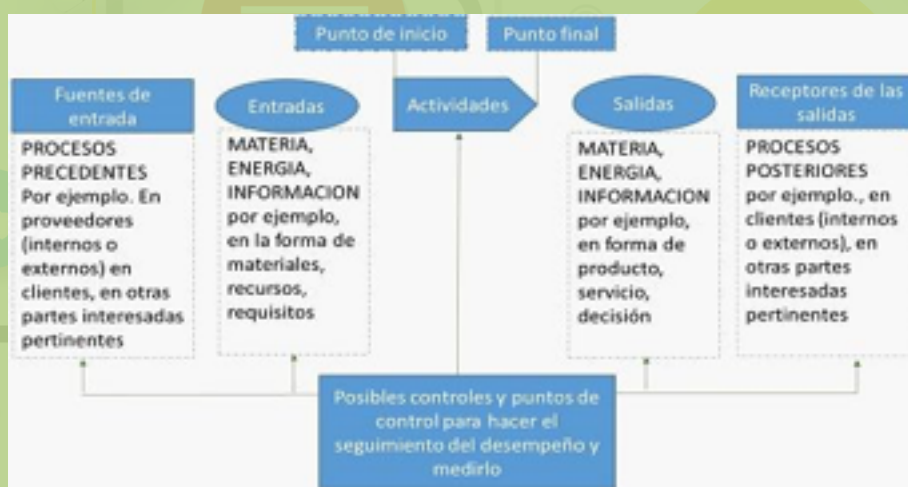 Punto de inicio
Punto final
Fuentes de
entrada
PROCESOS
PRECEDENTES
Por ejemplo. En
proveedores
(internos o
externos) en
clientes, en otras
partes interesadas
pertinentes
Entradas
MATERIA,
ENERGIA,
INFORMACION
por ejemplo,
en la forma de
materiales,
recursos,
requisitos
Actividades
Salidas
MATERIA,
ENERGIA,
INFORMACION
por ejemplo,
en forma de
producto,
servicio,
decisión
Receptores de las
salidas
PROCESOS
POSTERIORES
por ejemplo., en
clientes (internos
o externos), en
otras partes
interesadas
pertinentes
Posibles controles y puntos de
control para hacer el
seguimiento del desempeño y
medirlo